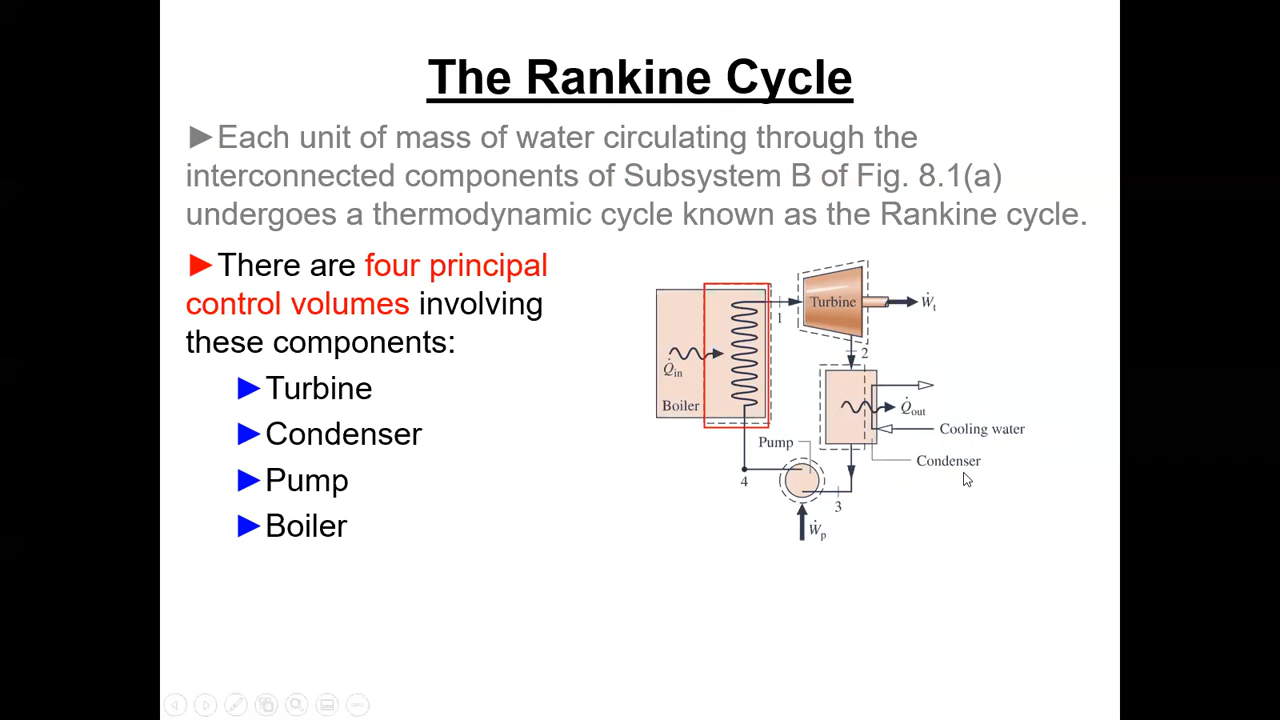 The Rankine Cycle
►Each unit of mass of water circulating through the
interconnected components of Subsystem B of Fig. 8.1(a)
undergoes a thermodynamic cycle known as the Rankine cycle.
►There are four principal
control volumes involving
these components:
►Turbine
►Condenser
►Pump
►Boiler
Turbine
Ẇt
1
2
Q̇in
Boiler
Q̇out
Cooling water
Pump
Condenser
4
3
Ẇp